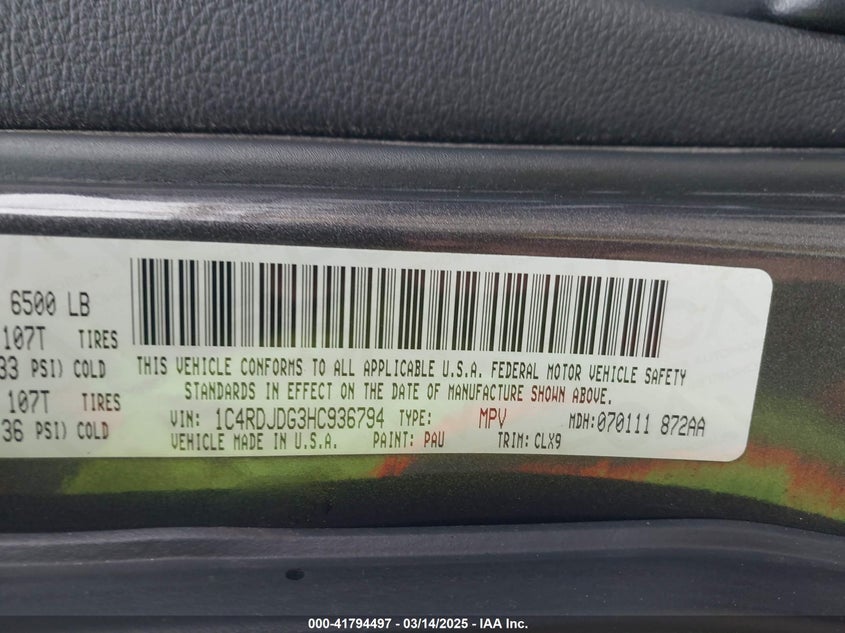 6500 LB
107T TIRES
33 PSI) COLD
107T TIRES
36 PSI) COLD
THIS VEHICLE CONFORMS TO ALL APPLICABLE U.S.A. FEDERAL MOTOR VEHICLE SAFETY
STANDARDS IN EFFECT ON THE DATE OF MANUFACTURE SHOWN ABOVE.
VIN: 1C4RDJDG3HC936794 TYPE: MPV MDH:070111 872AA
VEHICLE MADE IN U.S.A. PAINT: PAU TRIM: CLX9
000-41794497 - 03/14/2025 - IAA Inc.